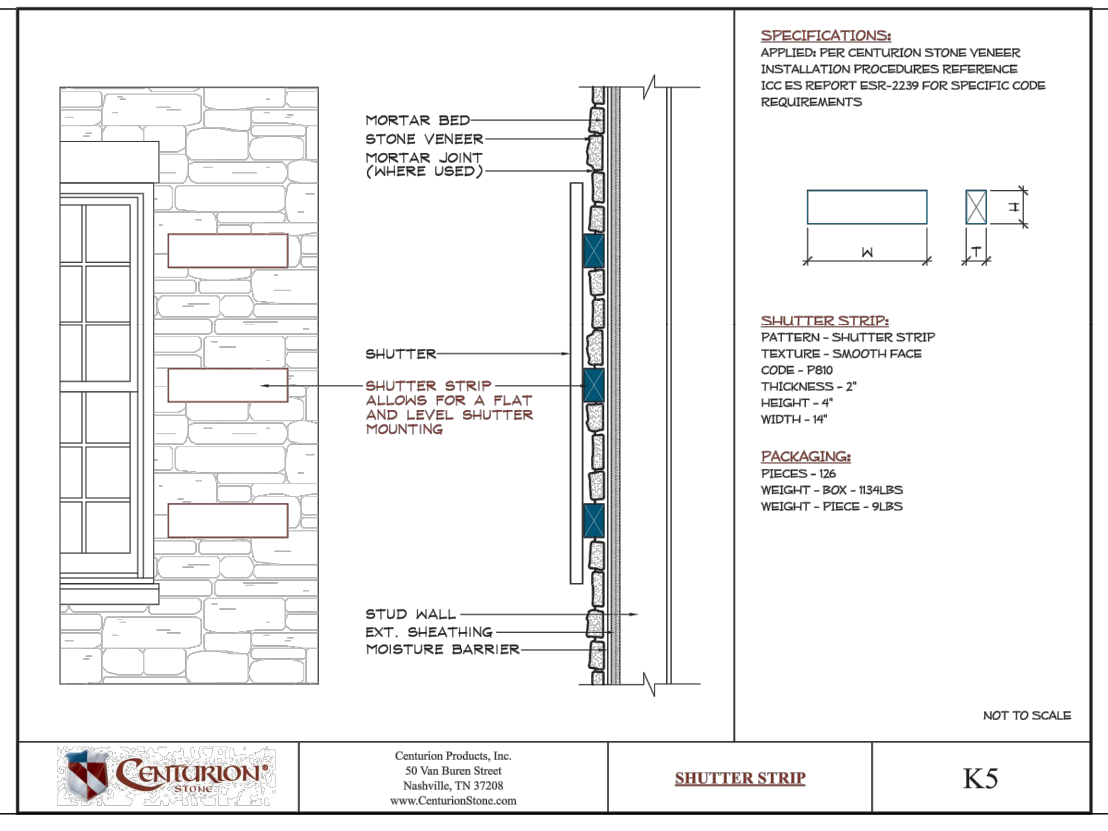 MORTAR BED
STONE VENEER
MORTAR JOINT
(WHERE USED)
SHUTTER
SHUTTER STRIP
ALLOWS FOR A FLAT
AND LEVEL SHUTTER
MOUNTING
STUD WALL
EXT. SHEATHING
MOISTURE BARRIER
SPECIFICATIONS:
APPLIED: PER CENTURION STONE VENEER
INSTALLATION PROCEDURES REFERENCE
ICC ES REPORT ESR-2239 FOR SPECIFIC CODE
REQUIREMENTS
W
T
H
SHUTTER STRIP:
PATTERN - SHUTTER STRIP
TEXTURE - SMOOTH FACE
CODE - P810
THICKNESS - 2"
HEIGHT - 4"
WIDTH - 14"
PACKAGING:
PIECES - 126
WEIGHT - BOX - 1134LBS
WEIGHT - PIECE - 9LBS
NOT TO SCALE
CENTURION®
STONE
Centurion Products, Inc.
50 Van Buren Street
Nashville, TN 37208
www.CenturionStone.com
SHUTTER STRIP
K5